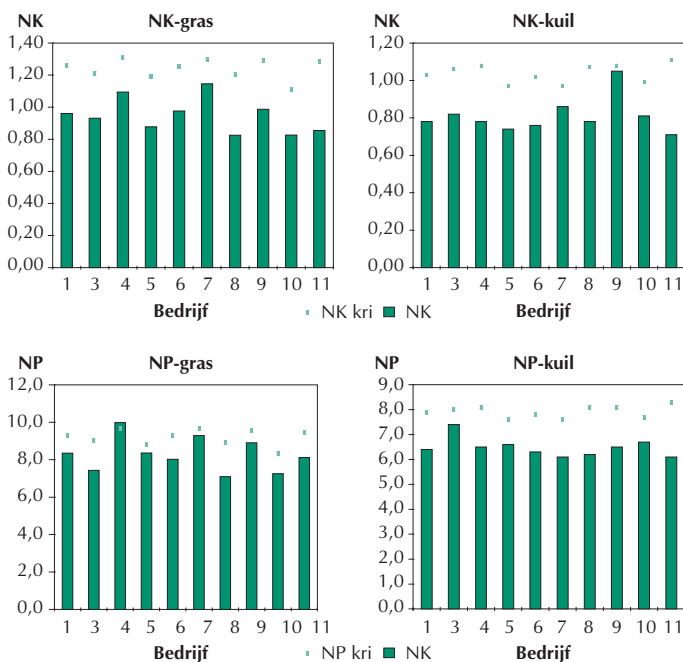 NK NK-gras
1,40
1,20
1,00
0,80
0,60
0,40
0,20
0,00
1 3 4 5 6 7 8 9 10 11
Bedrijf
NK NK-kuil
1,20
1,00
0,80
0,60
0,40
0,20
0,00
1 3 4 5 6 7 8 9 10 11
Bedrijf
NK kri NK
NP NP-gras
12,0
10,0
8,0
6,0
4,0
2,0
0,0
1 3 4 5 6 7 8 9 10 11
Bedrijf
NP NP-kuil
9,0
8,0
7,0
6,0
5,0
4,0
3,0
2,0
1,0
0,0
1 3 4 5 6 7 8 9 10 11
Bedrijf
NP kri NK